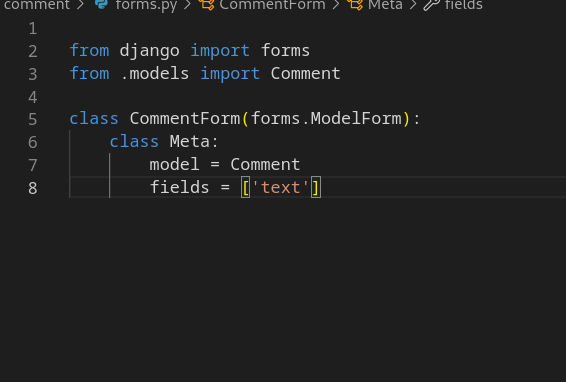 comment > forms.py > CommentForm > Meta > fields
1
2 from django import forms
3 from .models import Comment
4
5 class CommentForm(forms.ModelForm):
6     class Meta:
7         model = Comment
8         fields = ['text']